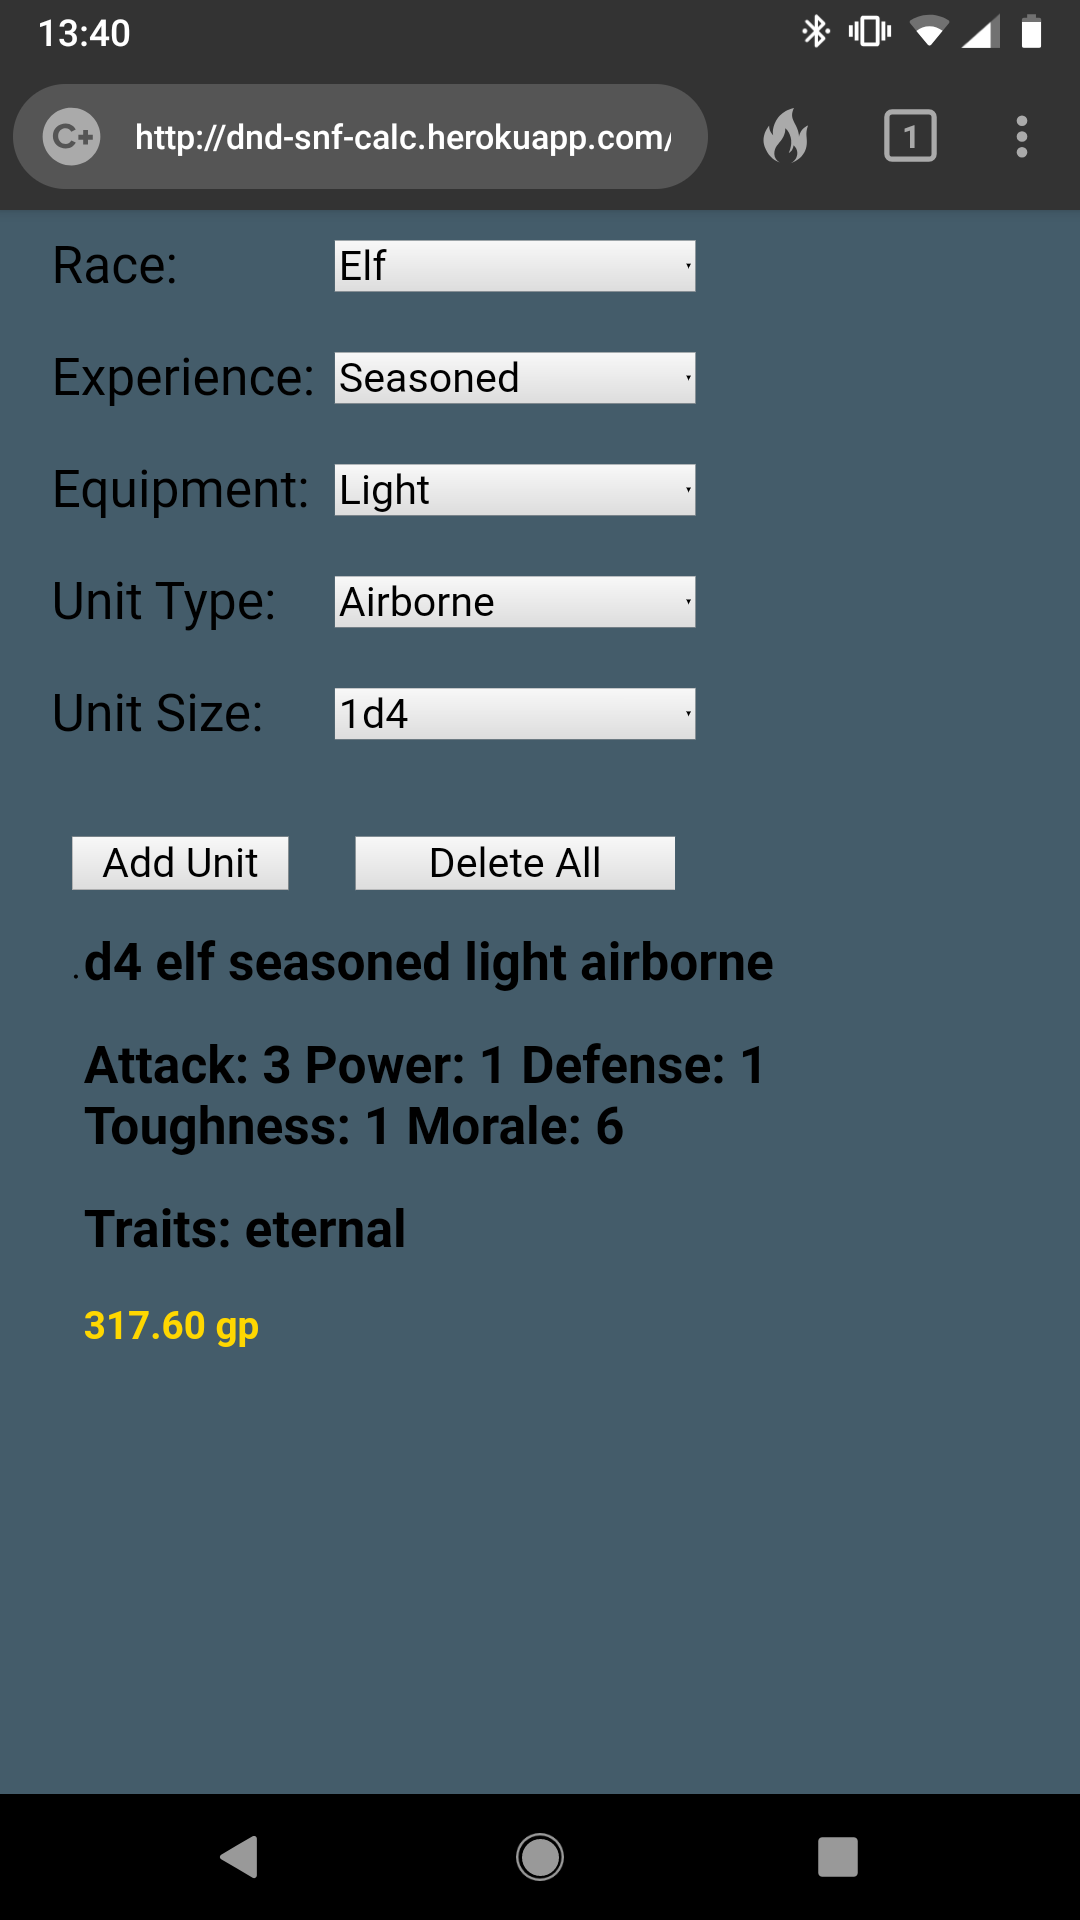 13:40
C+ http://dnd-snf-calc.herokuapp.com/ 1
Race: Elf
Experience: Seasoned
Equipment: Light
Unit Type: Airborne
Unit Size: 1d4
Add Unit Delete All
.d4 elf seasoned light airborne
Attack: 3 Power: 1 Defense: 1
Toughness: 1 Morale: 6
Traits: eternal
317.60 gp